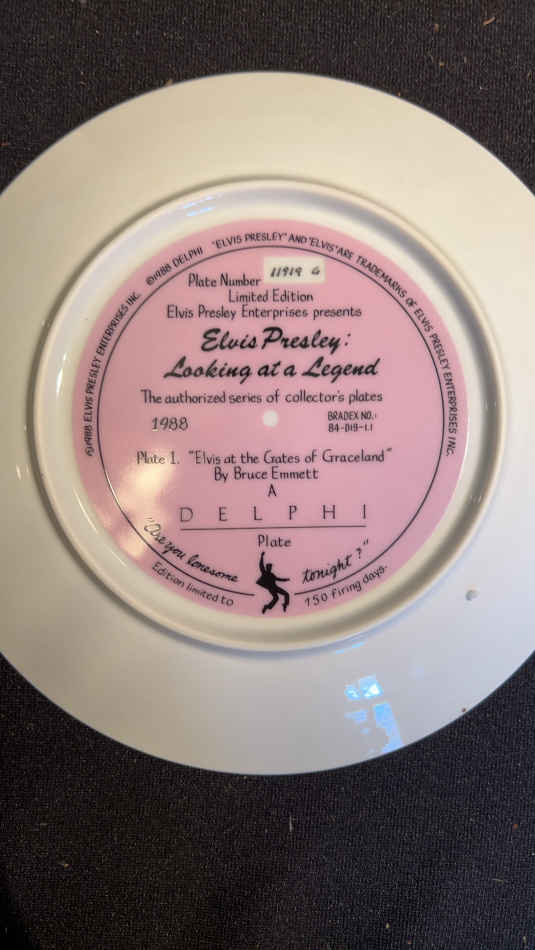 ©1988 ELVIS PRESLEY ENTERPRISES INC. ©1988 DELPHI "ELVIS PRESLEY" AND "ELVIS" ARE TRADEMARKS OF ELVIS PRESLEY ENTERPRISES INC.
Plate Number 11919 G
Limited Edition
Elvis Presley Enterprises presents
Elvis Presley:
Looking at a Legend
The authorized series of collector's plates
1988 BRADEX NO.:
84-D19-1.1
Plate 1. "Elvis at the Gates of Graceland"
By Bruce Emmett
A
DELPHI
Plate
"Are you lonesome tonight?"
Edition limited to 150 firing days.